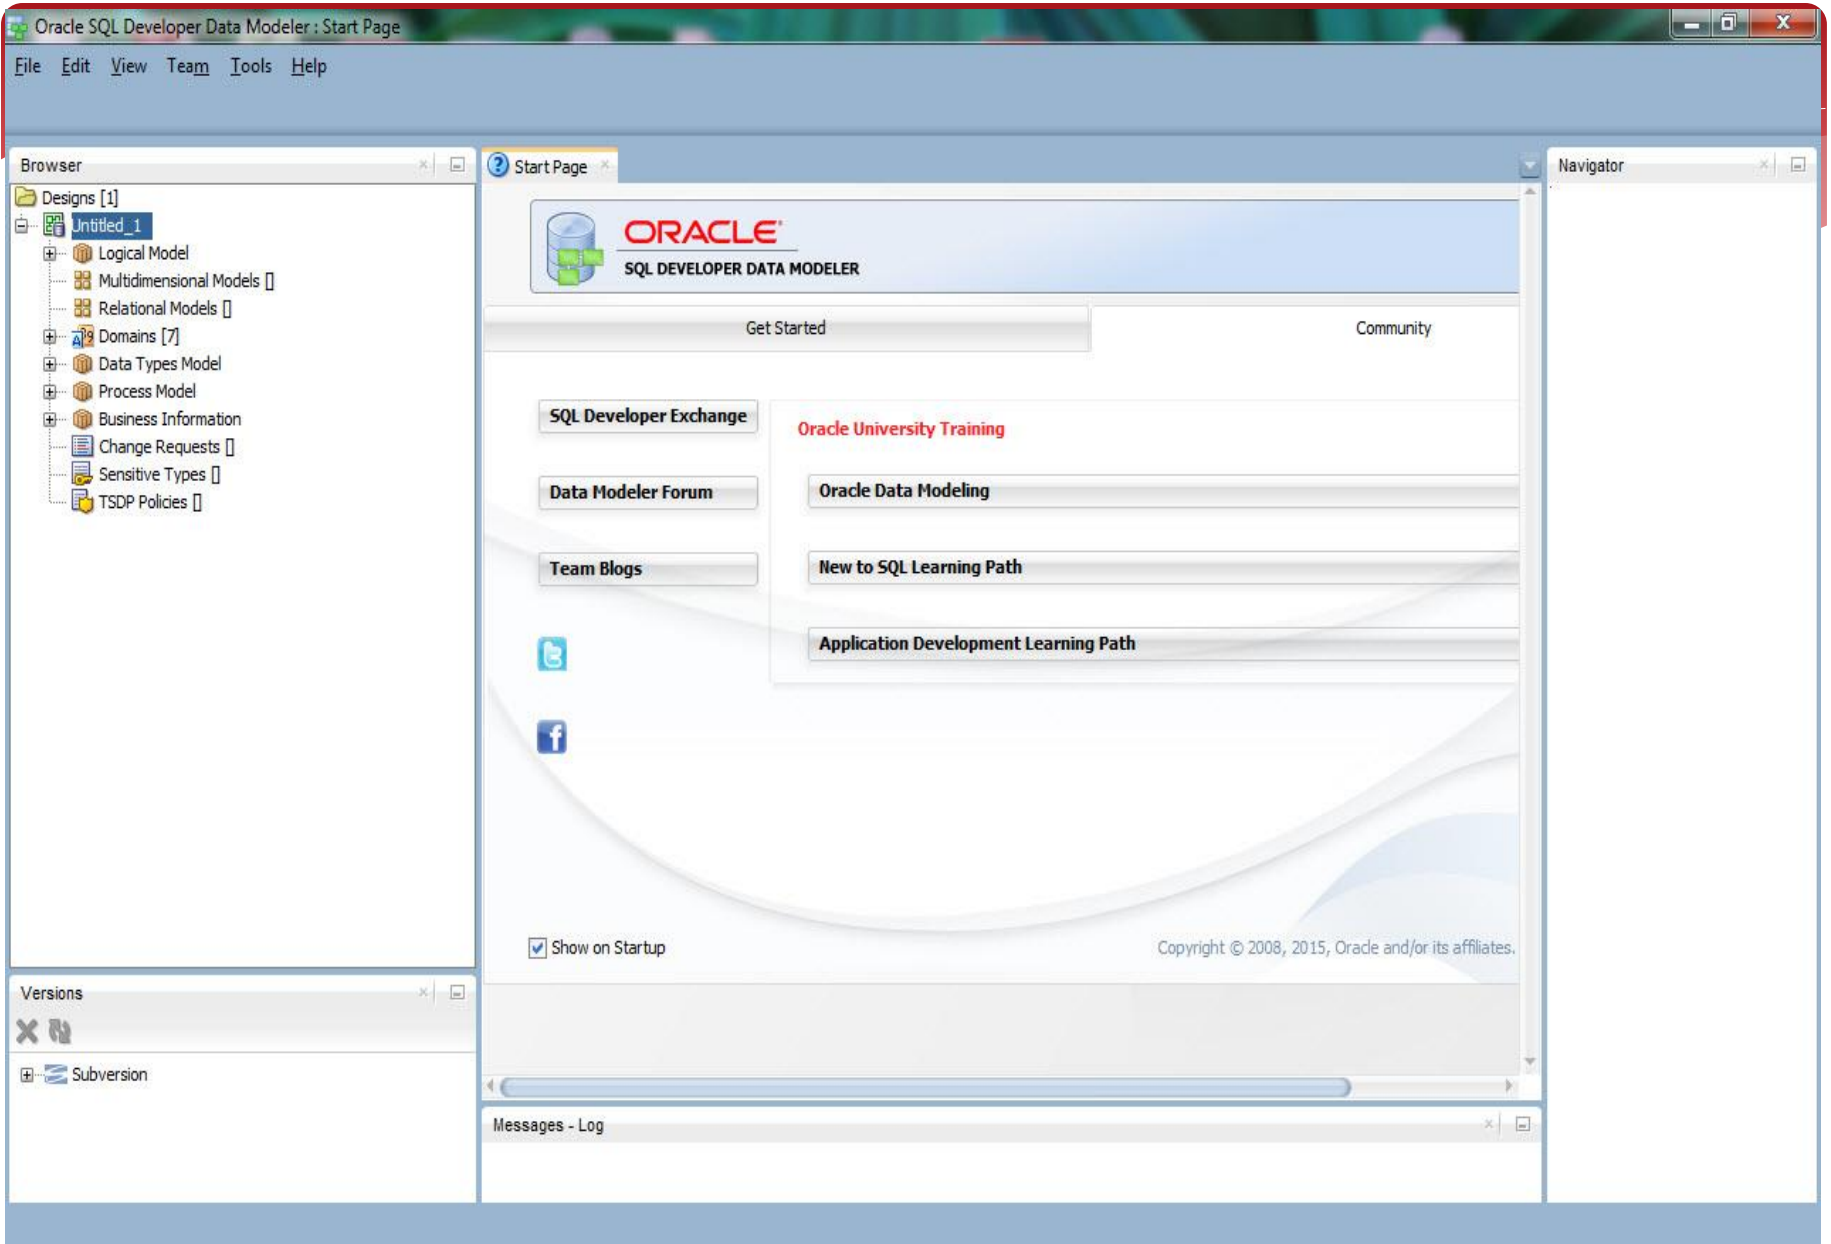 Oracle SQL Developer Data Modeler : Start Page
File Edit View Team Tools Help
Browser
Designs [1]
Untitled_1
Logical Model
Multidimensional Models []
Relational Models []
Domains [7]
Data Types Model
Process Model
Business Information
Change Requests []
Sensitive Types []
TSDP Policies []
Versions
Subversion
Start Page
ORACLE
SQL DEVELOPER DATA MODELER
Get Started
Community
SQL Developer Exchange
Data Modeler Forum
Team Blogs
Oracle University Training
Oracle Data Modeling
New to SQL Learning Path
Application Development Learning Path
Show on Startup
Copyright © 2008, 2015, Oracle and/or its affiliates.
Messages - Log
Navigator